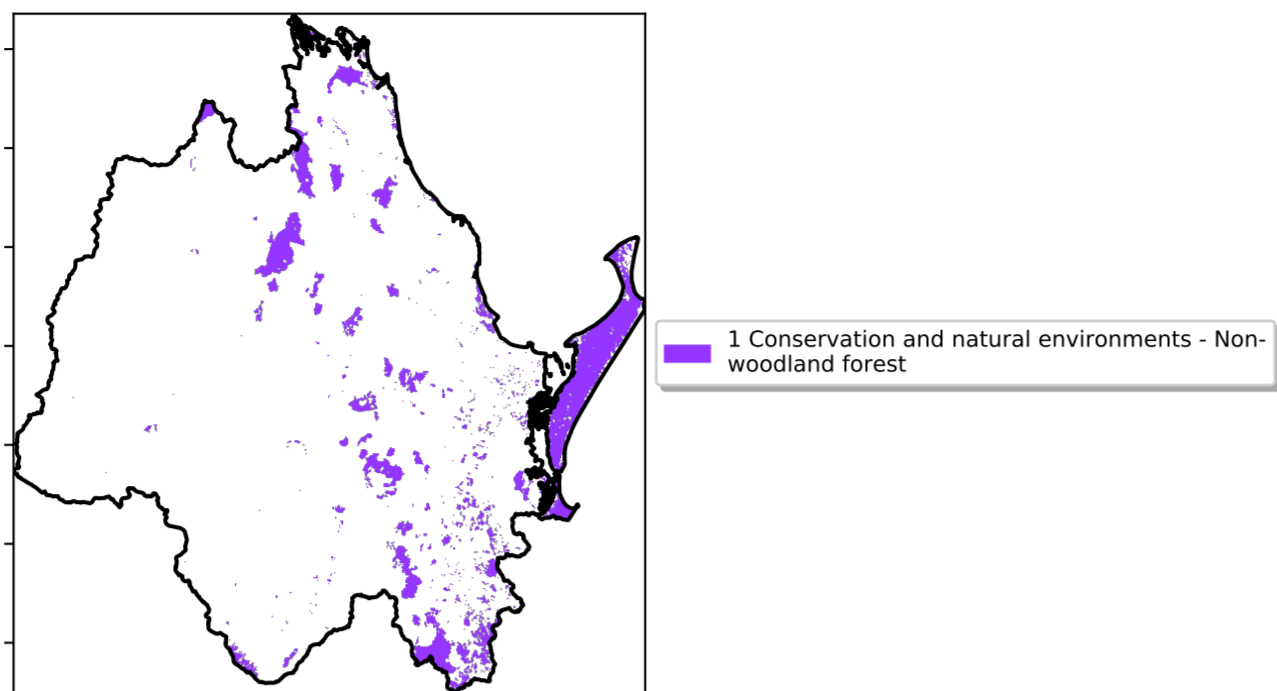 1 Conservation and natural environments - Non-
woodland forest